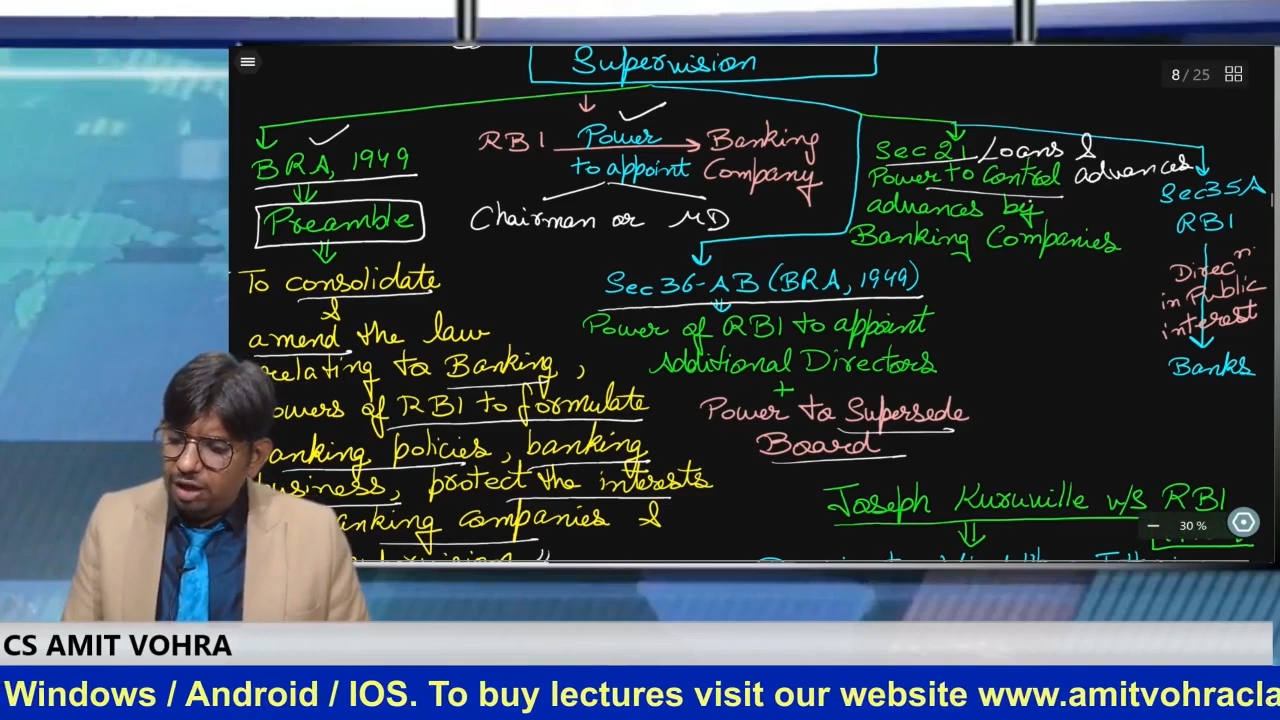 Supervision
8 / 25
BRA, 1949
Preamble
To consolidate
&
amend the law
relating to Banking,
powers of RBI to formulate
anking policies, banking
business, protect the interests
anking companies &
RBI Power Banking
to appoint Company
Chairman or MD
Sec 36-AB (BRA, 1949)
Power of RBI to appoint
Additional Directors
+
Power to Supersede
Board
Sec 21 Loans & advances
Power to Control
advances by
Banking Companies
Sec 35A
RBI
Direcn
in Public
interest
Banks
Joseph Kuruville v/s RBI
30 %
CS AMIT VOHRA
Windows / Android / IOS. To buy lectures visit our website www.amitvohracla